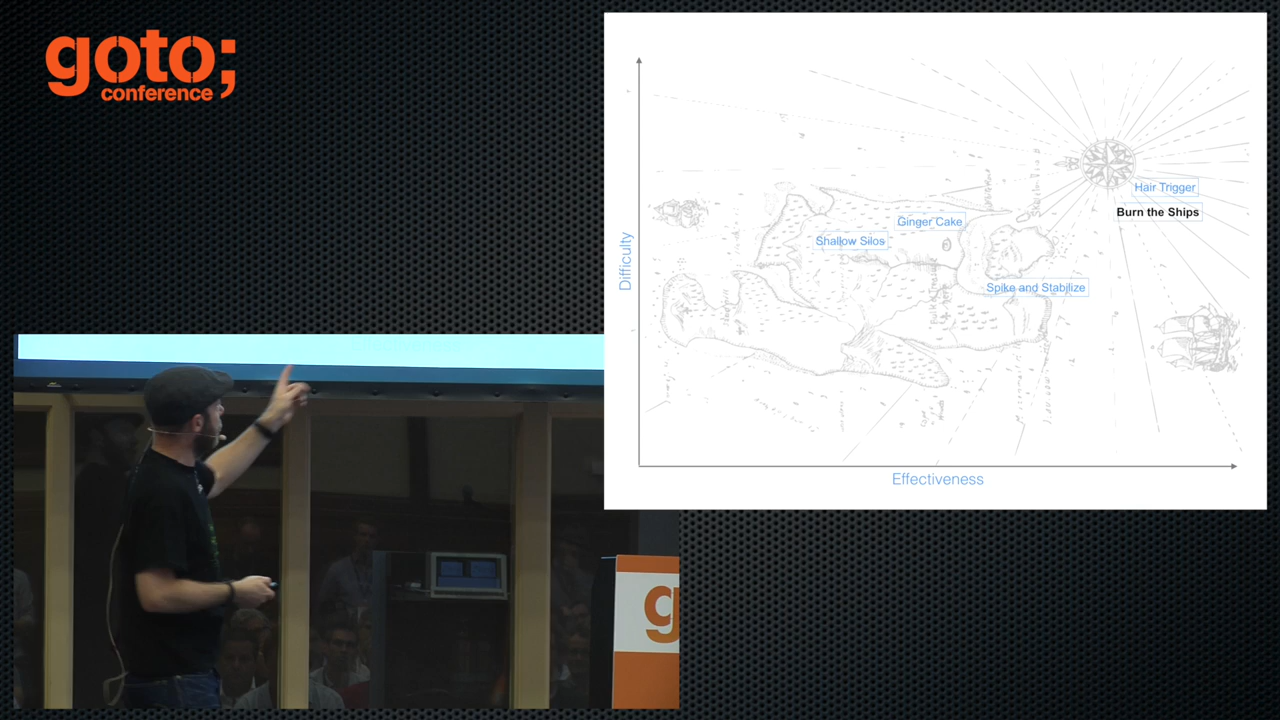 goto;
conference
Hair Trigger
Burn the Ships
Ginger Cake
Shallow Silos
Spike and Stabilize
Difficulty
Effectiveness
g